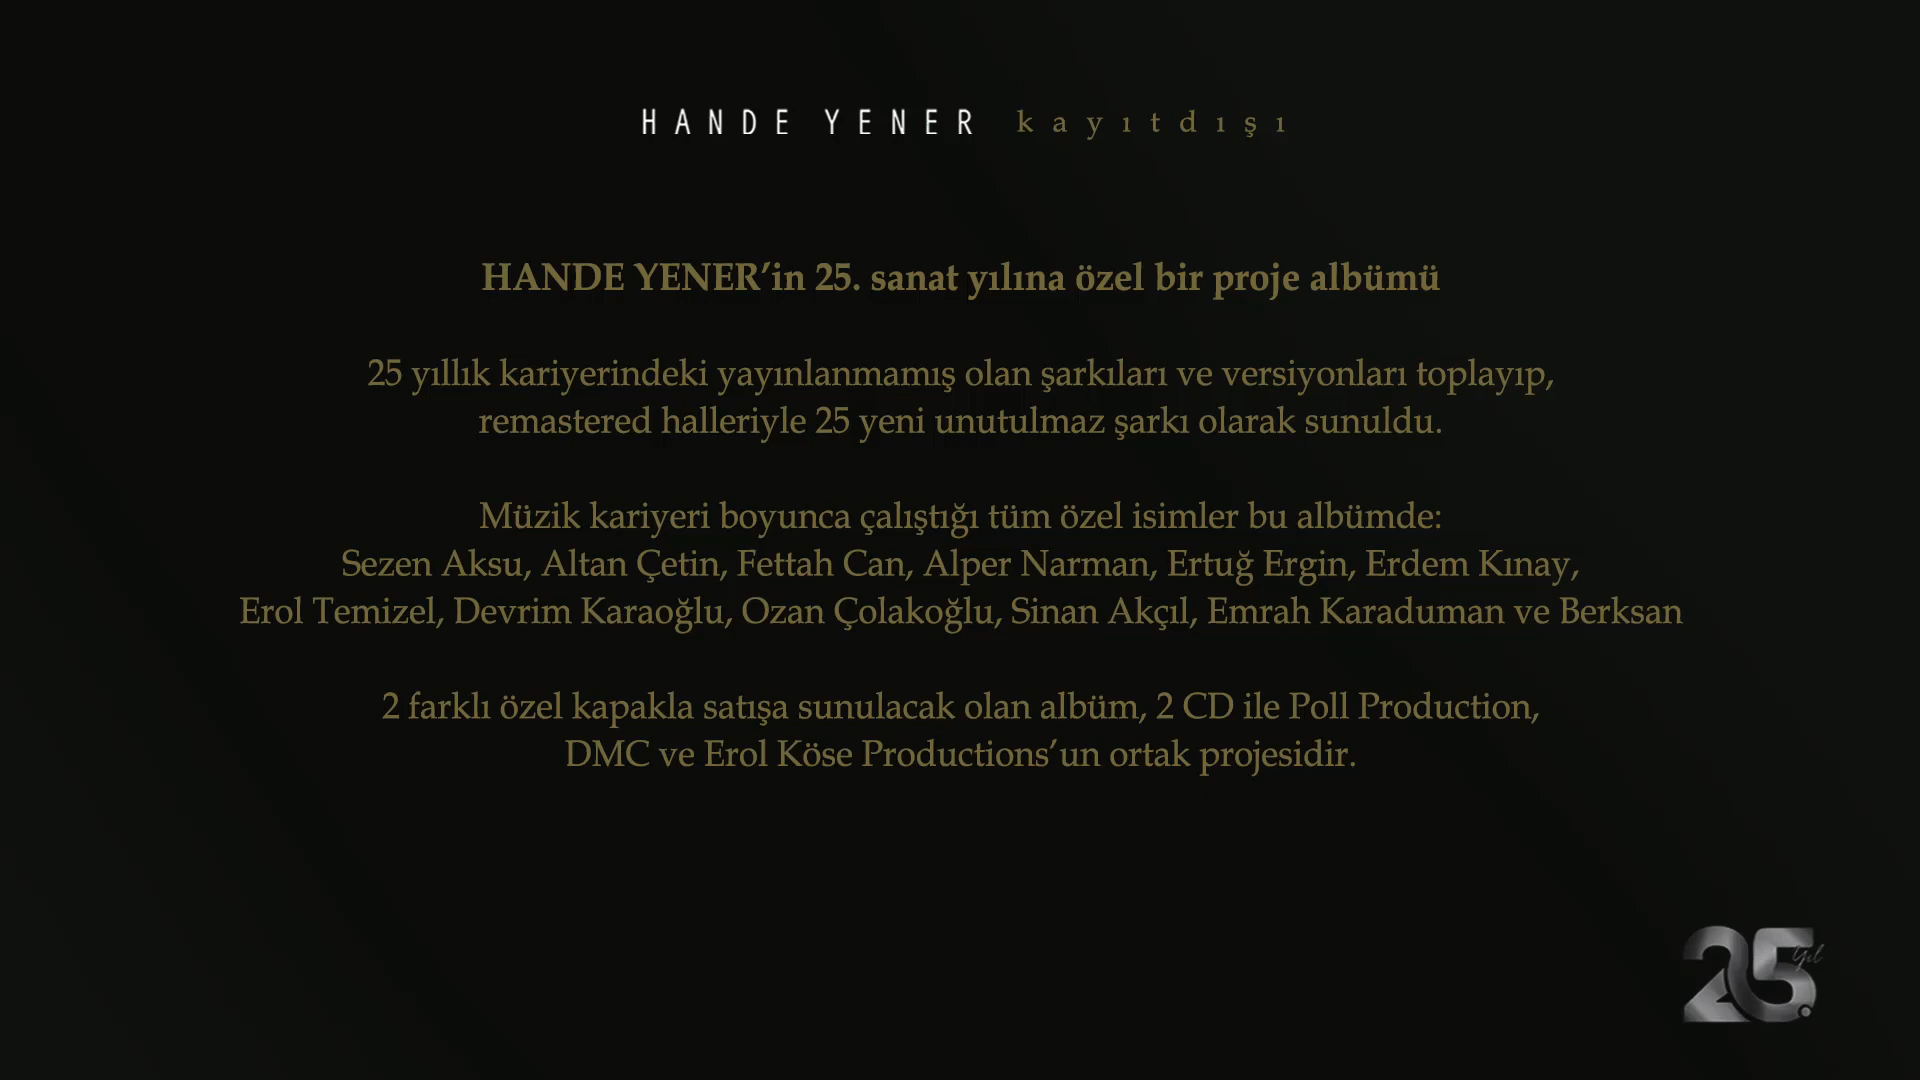 HANDE YENER kayıtdışı
HANDE YENER’in 25. sanat yılına özel bir proje albümü
25 yıllık kariyerindeki yayınlanmamış olan şarkıları ve versiyonları toplayıp,
remastered halleriyle 25 yeni unutulmaz şarkı olarak sunuldu.
Müzik kariyeri boyunca çalıştığı tüm özel isimler bu albümde:
Sezen Aksu, Altan Çetin, Fettah Can, Alper Narman, Ertuğ Ergin, Erdem Kınay,
Erol Temizel, Devrim Karaoğlu, Ozan Çolakoğlu, Sinan Akçıl, Emrah Karaduman ve Berksan
2 farklı özel kapakla satışa sunulacak olan albüm, 2 CD ile Poll Production,
DMC ve Erol Köse Productions’un ortak projesidir.
25. yıl